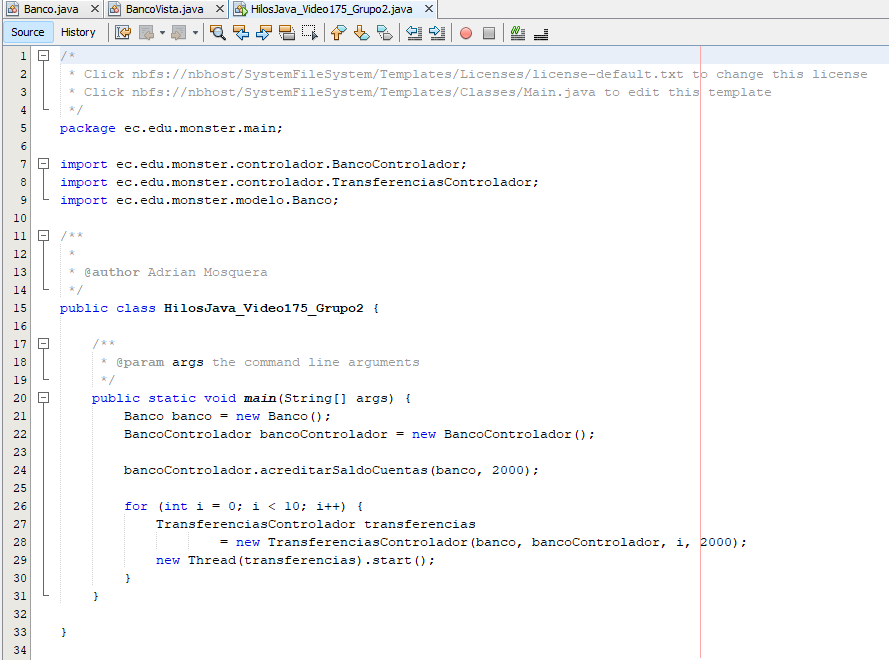 Banco.java BancoVista.java HilosJava_Video175_Grupo2.java
Source History
1 /*
2  * Click nbfs://nbhost/SystemFileSystem/Templates/Licenses/license-default.txt to change this license
3  * Click nbfs://nbhost/SystemFileSystem/Templates/Classes/Main.java to edit this template
4  */
5 package ec.edu.monster.main;
6
7 import ec.edu.monster.controlador.BancoControlador;
8 import ec.edu.monster.controlador.TransferenciasControlador;
9 import ec.edu.monster.modelo.Banco;
10
11 /**
12  *
13  * @author Adrian Mosquera
14  */
15 public class HilosJava_Video175_Grupo2 {
16
17     /**
18      * @param args the command line arguments
19      */
20     public static void main(String[] args) {
21         Banco banco = new Banco();
22         BancoControlador bancoControlador = new BancoControlador();
23
24         bancoControlador.acreditarSaldoCuentas(banco, 2000);
25
26         for (int i = 0; i < 10; i++) {
27             TransferenciasControlador transferencias
28                     = new TransferenciasControlador(banco, bancoControlador, i, 2000);
29             new Thread(transferencias).start();
30         }
31     }
32
33 }
34